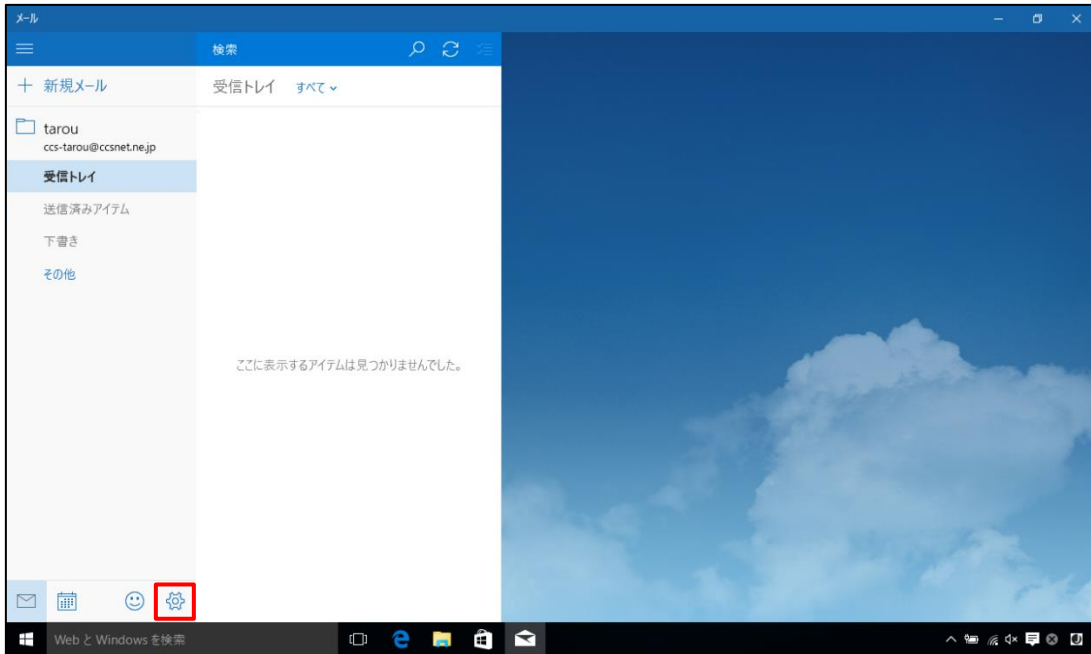 メール
検索
新規メール
受信トレイ すべて
tarou
ccs-tarou@ccsnet.ne.jp
受信トレイ
送信済みアイテム
下書き
その他
ここに表示するアイテムは見つかりませんでした。
Web と Windows を検索